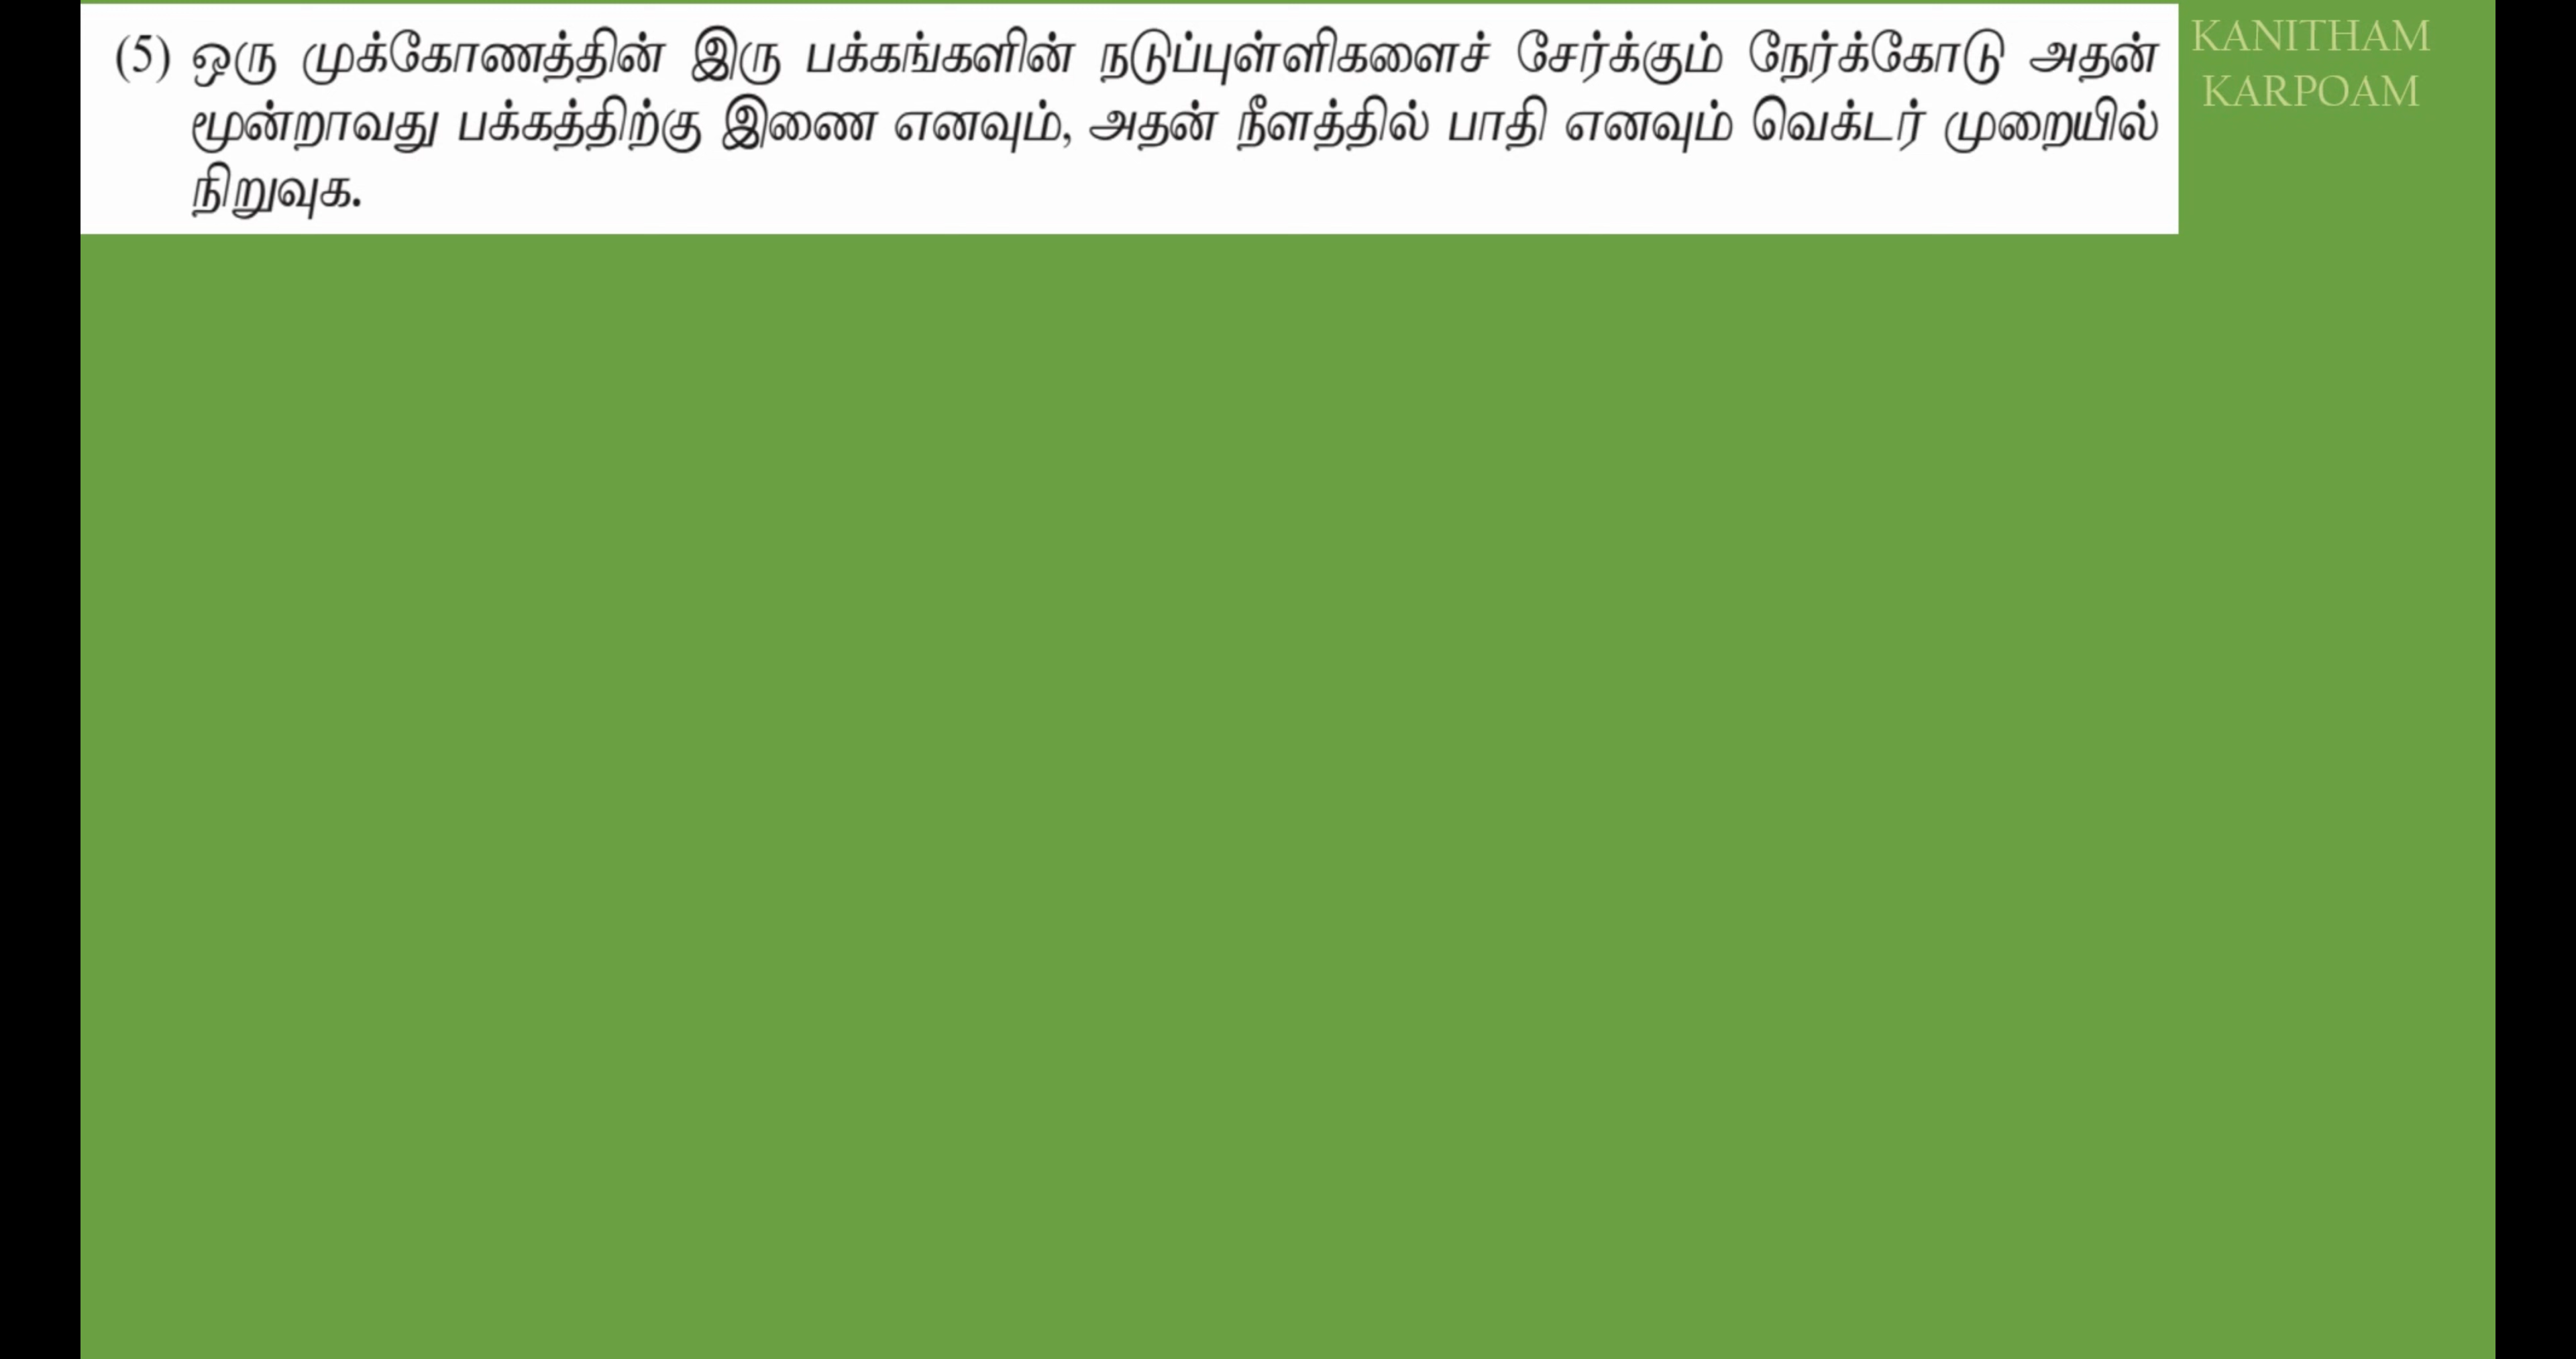 (5) ஒரு முக்கோணத்தின் இரு பக்கங்களின் நடுப்புள்ளிகளைச் சேர்க்கும் நேர்க்கோடு அதன்
மூன்றாவது பக்கத்திற்கு இணை எனவும், அதன் நீளத்தில் பாதி எனவும் வெக்டர் முறையில்
நிறுவுக.
KANITHAM
KARPOAM